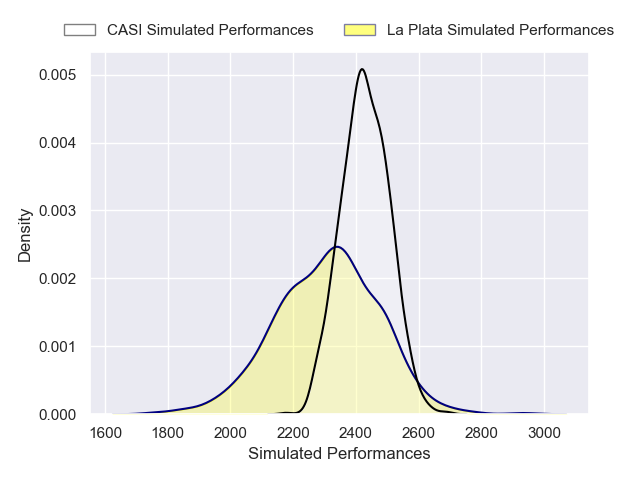 CASI Simulated Performances La Plata Simulated Performances
0.005
0.004
0.003
0.002
0.001
0.000
Density
1600 1800 2000 2200 2400 2600 2800 3000
Simulated Performances